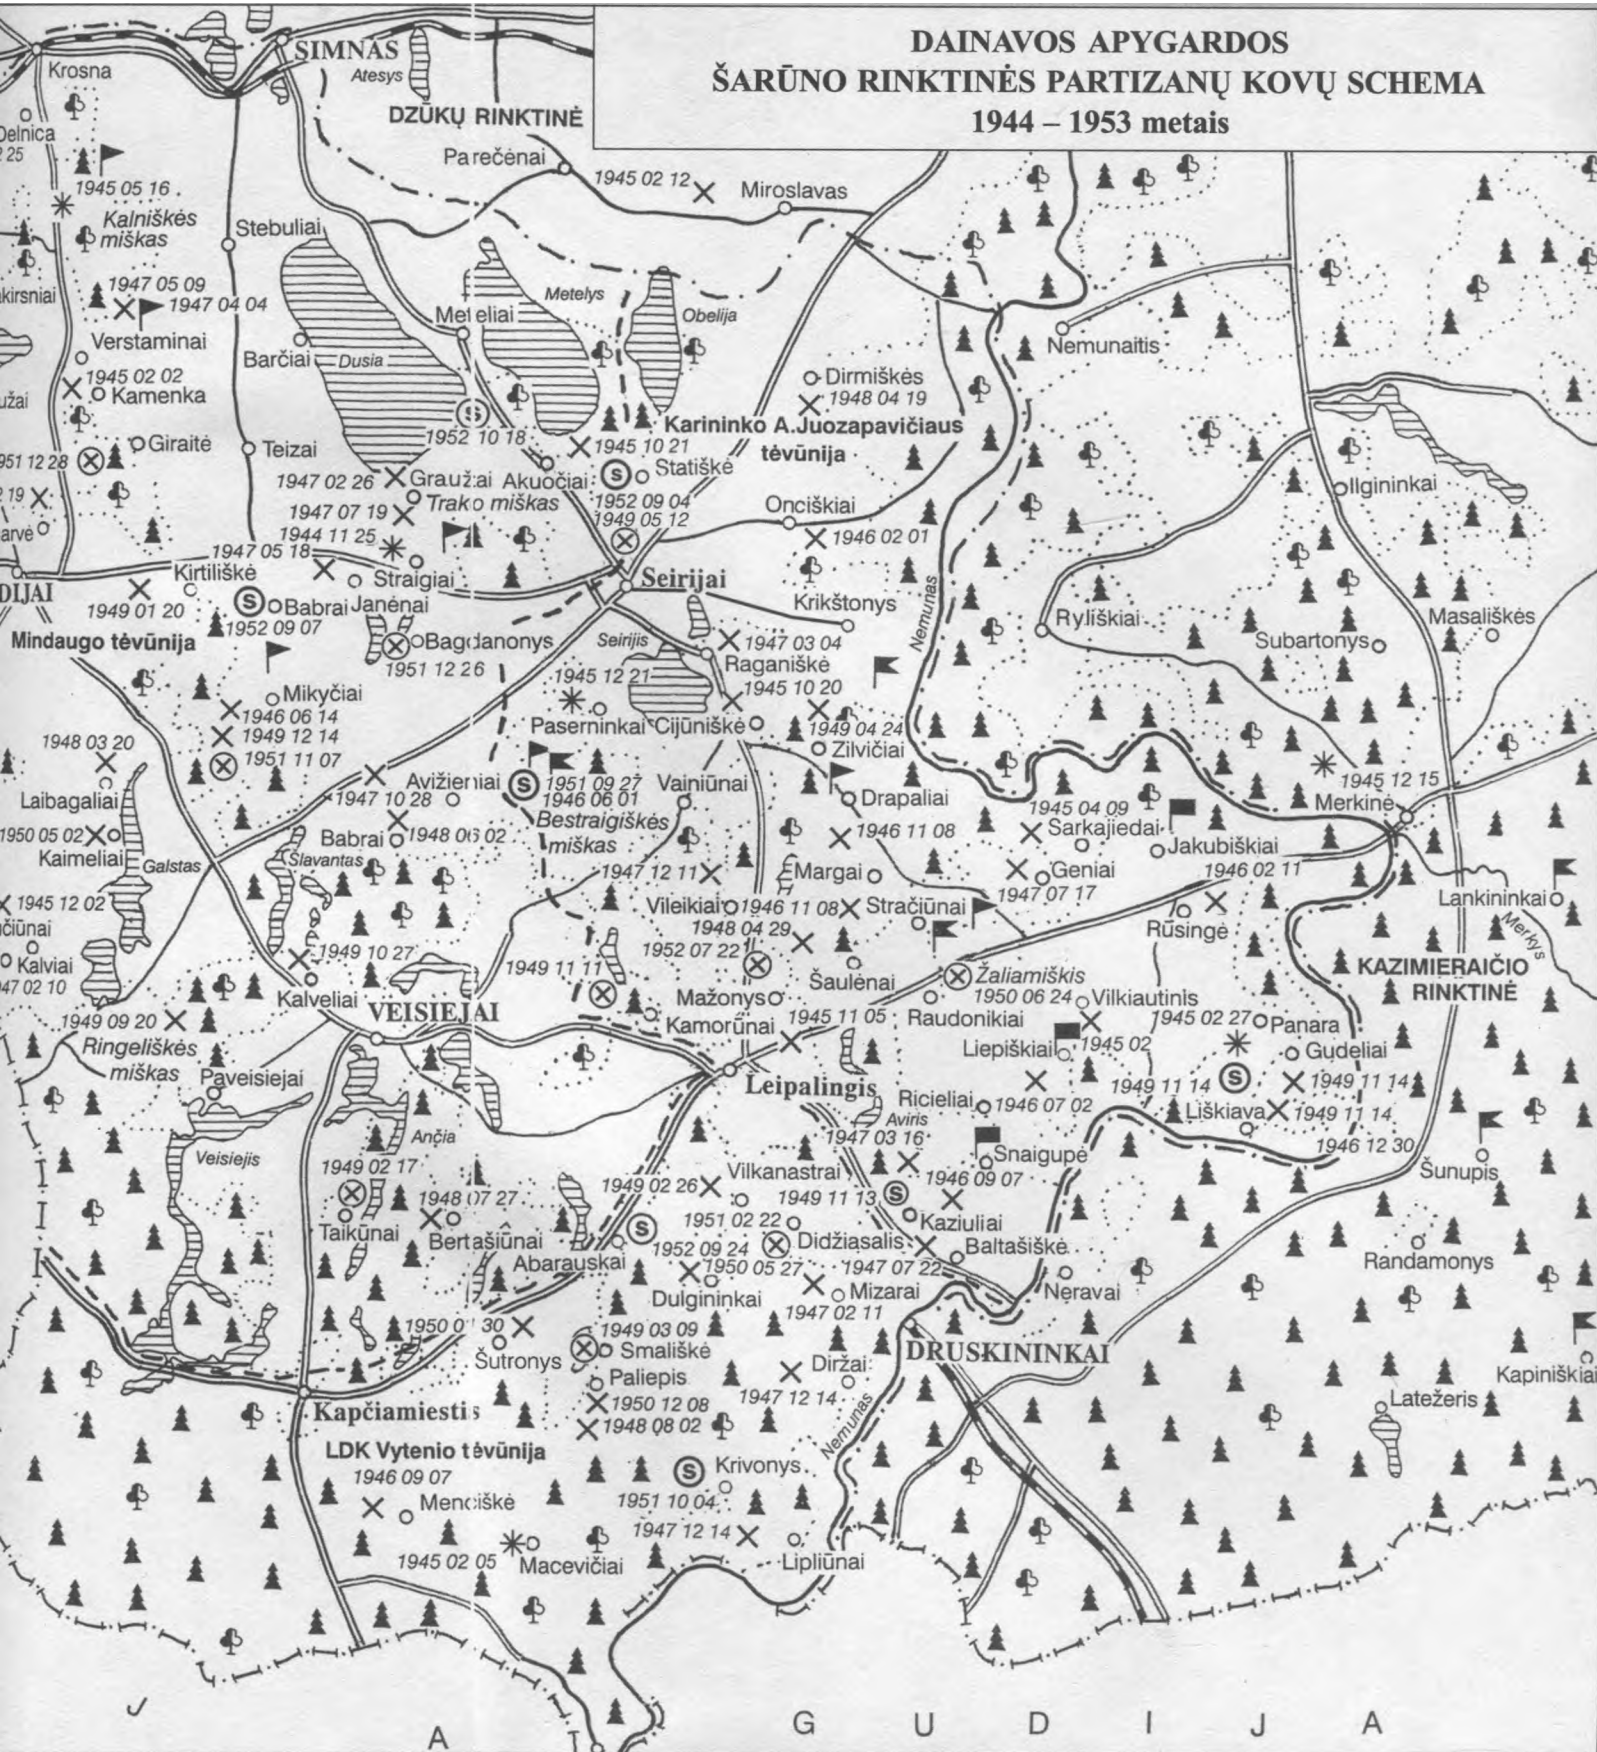 DAINAVOS APYGARDOS
ŠARŪNO RINKTINĖS PARTIZANŲ KOVŲ SCHEMA
1944 – 1953 metais
SIMNAS
Krosna
Atesys
DZŪKŲ RINKTINĖ
Parečėnai
1945 02 12
Miroslavas
1945 05 16
Kalniškės
miškas
Stebuliai
1947 05 09
1947 04 04
Metelys
Obelija
Meteliai
Verstaminai
Barčiai
Dusia
Nemunaitis
1945 02 02
Kamenka
Dirmiškės
1948 04 19
1952 10 18
Karininko A.Juozapavičiaus
tėvūnija
Giraitė
Teizai
1945 10 21
Statiškė
1947 02 26
Graužai
Akuočiai
Trako miškas
1952 09 04
1949 05 12
Onciškiai
1946 02 01
Ilgininkai
1947 07 19
1944 11 25
1947 05 18
Kirtiliškė
Straigiai
Seirijai
DIJAI
1949 01 20
Babrai
Janėnai
1952 09 07
Krikštonys
Nemunas
Ryliškiai
Masališkės
Subartonys
Mindaugo tėvūnija
Bagdanonys
1951 12 26
Seirijis
1947 03 04
Raganiškė
1945 10 20
1945 12 21
Mikyčiai
1946 06 14
1949 12 14
1951 11 07
Paserninkai
Cijūniškė
1949 04 24
Zilvičiai
1948 03 20
Laibagaliai
1950 05 02
Kaimeliai
Galstas
1947 10 28
Avižieniai
1951 09 27
1946 06 01
Bestraigiškės
miškas
Vainiūnai
Drapaliai
1945 12 15
Merkinė
1945 04 09
Sarkajiedai
Jakubiškiai
Babrai
1948 06 02
1946 11 08
Slavantas
1947 12 11
Margai
Geniai
1947 07 17
1946 02 11
Lankininkai
Merkys
1945 12 02
Vileikiai
1946 11 08
Stračiūnai
1948 04 29
1952 07 22
Rūsingė
Kalviai
1949 10 27
Kalveliai
1949 11 11
Šaulėnai
Žaliamiškis
1950 06 24
Vilkiautinis
KAZIMIERAIČIO
RINKTINĖ
VEISIEJAI
Mažonys
Kamorūnai
1945 11 05
Raudonikiai
1949 09 20
Ringeliškės
miškas
Paveisiejai
Liepiškiai
1945 02
1945 02 27
Panara
Gudeliai
Leipalingis
Ricieliai
1946 07 02
1949 11 14
1949 11 14
Liškiava
1949 11 14
Aviris
1947 03 16
Snaigupė
1946 12 30
Šunupis
Ančia
Veisiejis
1949 02 17
Taikūnai
1948 07 27
Bertašiūnai
1949 02 26
Vilkanastrai
1949 11 13
1946 09 07
Kaziuliai
1951 02 22
Didžiasalis
Baltašiškė
Abarauskai
1952 09 24
1950 05 27
1947 07 22
Dulgininkai
Mizarai
1947 02 11
Neravai
Randamonys
Šutronys
1949 03 09
Smališkė
Paliepis
DRUSKININKAI
Diržai
1947 12 14
Kapiniškiai
Latežeris
Kapčiamiestis
1950 12 08
1948 08 02
LDK Vytenio tėvūnija
1946 09 07
Menciškė
Nemunas
Krivonys
1951 10 04
1947 12 14
1945 02 05
Macevičiai
Lipliūnai
J A G U D I J A